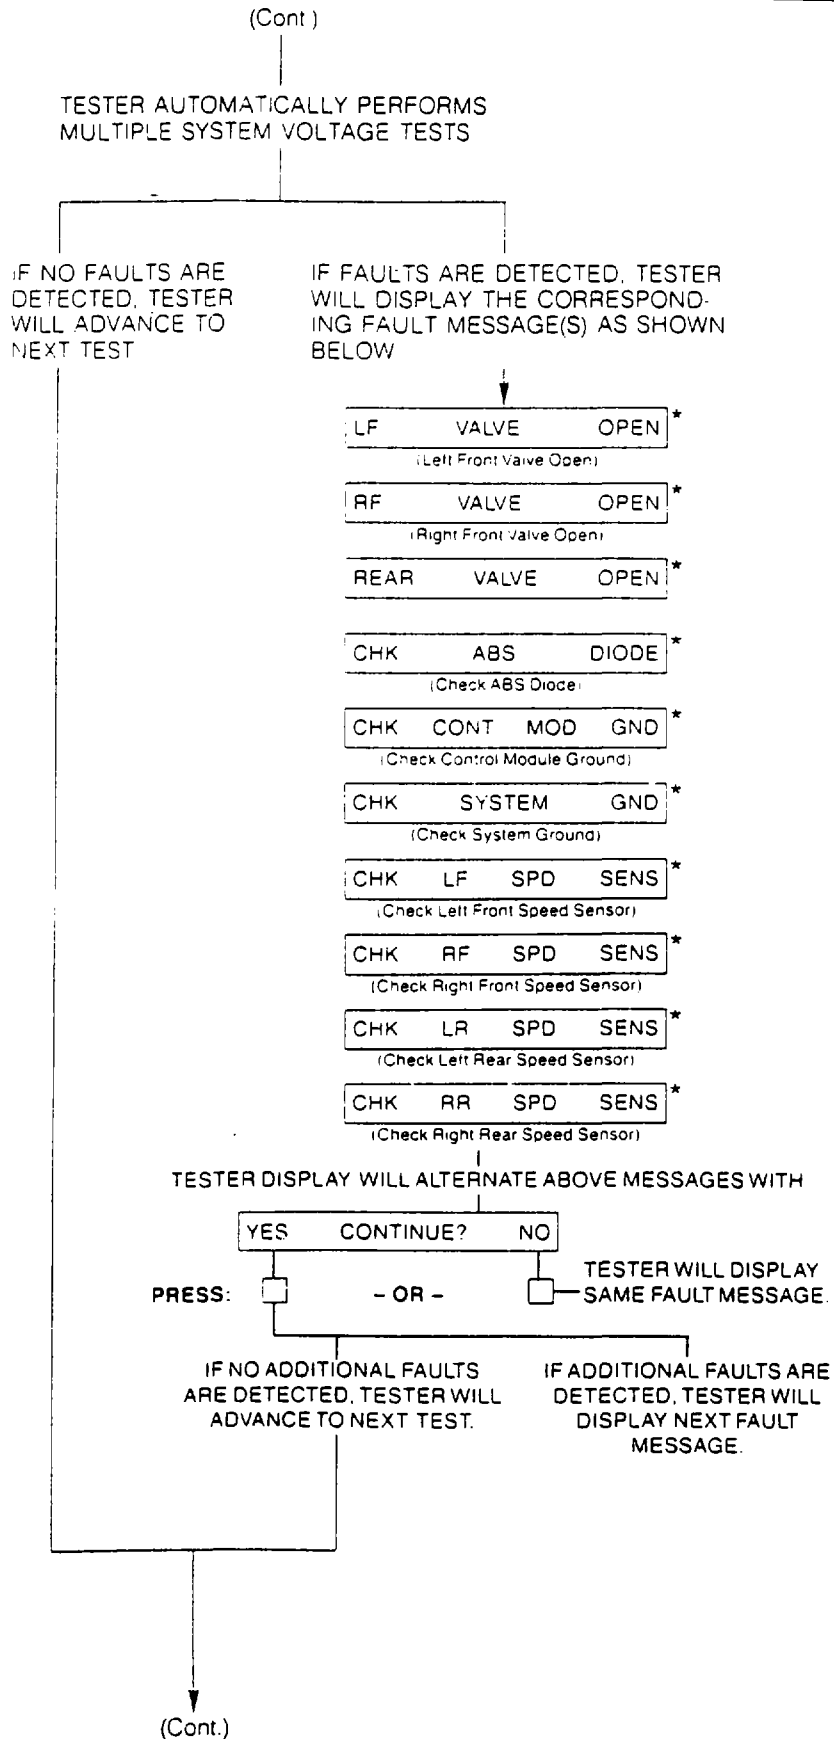 (Cont.)
TESTER AUTOMATICALLY PERFORMS
MULTIPLE SYSTEM VOLTAGE TESTS
IF NO FAULTS ARE
DETECTED, TESTER
WILL ADVANCE TO
NEXT TEST
IF FAULTS ARE DETECTED, TESTER
WILL DISPLAY THE CORRESPOND-
ING FAULT MESSAGE(S) AS SHOWN
BELOW
LF VALVE OPEN *
(Left Front Valve Open)
RF VALVE OPEN *
(Right Front Valve Open)
REAR VALVE OPEN *
CHK ABS DIODE *
(Check ABS Diode)
CHK CONT MOD GND *
(Check Control Module Ground)
CHK SYSTEM GND *
(Check System Ground)
CHK LF SPD SENS *
(Check Left Front Speed Sensor)
CHK RF SPD SENS *
(Check Right Front Speed Sensor)
CHK LR SPD SENS *
(Check Left Rear Speed Sensor)
CHK RR SPD SENS *
(Check Right Rear Speed Sensor)
TESTER DISPLAY WILL ALTERNATE ABOVE MESSAGES WITH
YES CONTINUE? NO
PRESS: – OR –
TESTER WILL DISPLAY
SAME FAULT MESSAGE.
IF NO ADDITIONAL FAULTS
ARE DETECTED, TESTER WILL
ADVANCE TO NEXT TEST.
IF ADDITIONAL FAULTS ARE
DETECTED, TESTER WILL
DISPLAY NEXT FAULT
MESSAGE.
(Cont.)